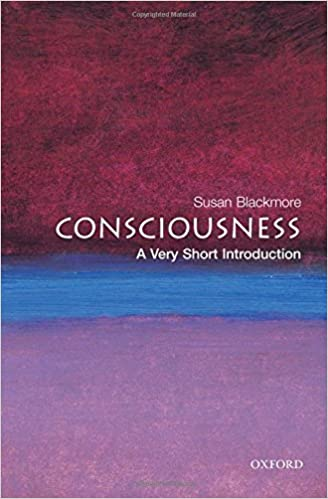 Susan Blackmore
CONSCIOUSNESS
A Very Short Introduction
OXFORD